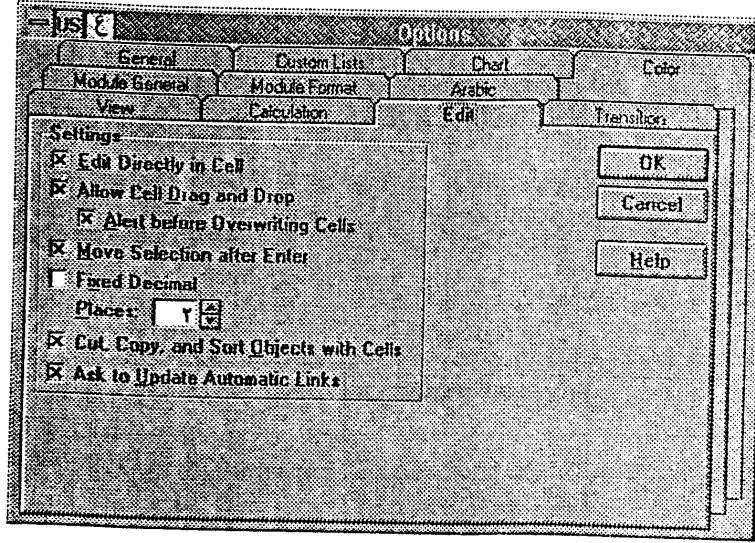 US ع Options
General Custom Lists Chart Color
Module General Module Format Arabic
View Calculation Edit Transition
Settings
Edit Directly in Cell
Allow Cell Drag and Drop
Alert before Overwriting Cells
Move Selection after Enter
Fixed Decimal
Places: ٢
Cut, Copy, and Sort Objects with Cells
Ask to Update Automatic Links
OK
Cancel
Help